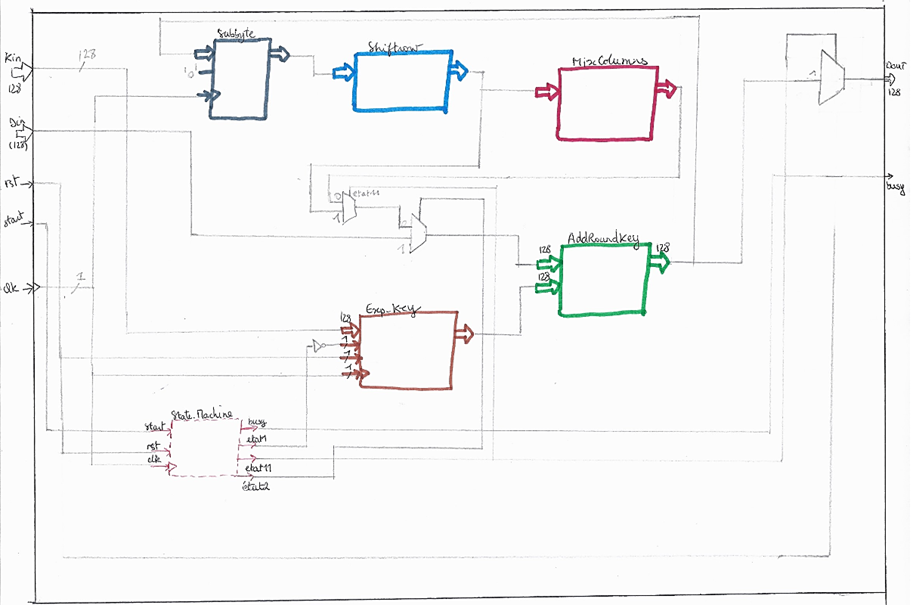 Subbyte
Shiftrow
MixColumns
Kin
128
128
'0'
Dout
128
1
Din
(128)
rst
busy
etat11
0
1
start
0
1
AddRoundKey
128
128
128
clk
1
Exp_Key
128
1
1
1
State_Machine
start
busy
etat1
rst
clk
etat11
etat2